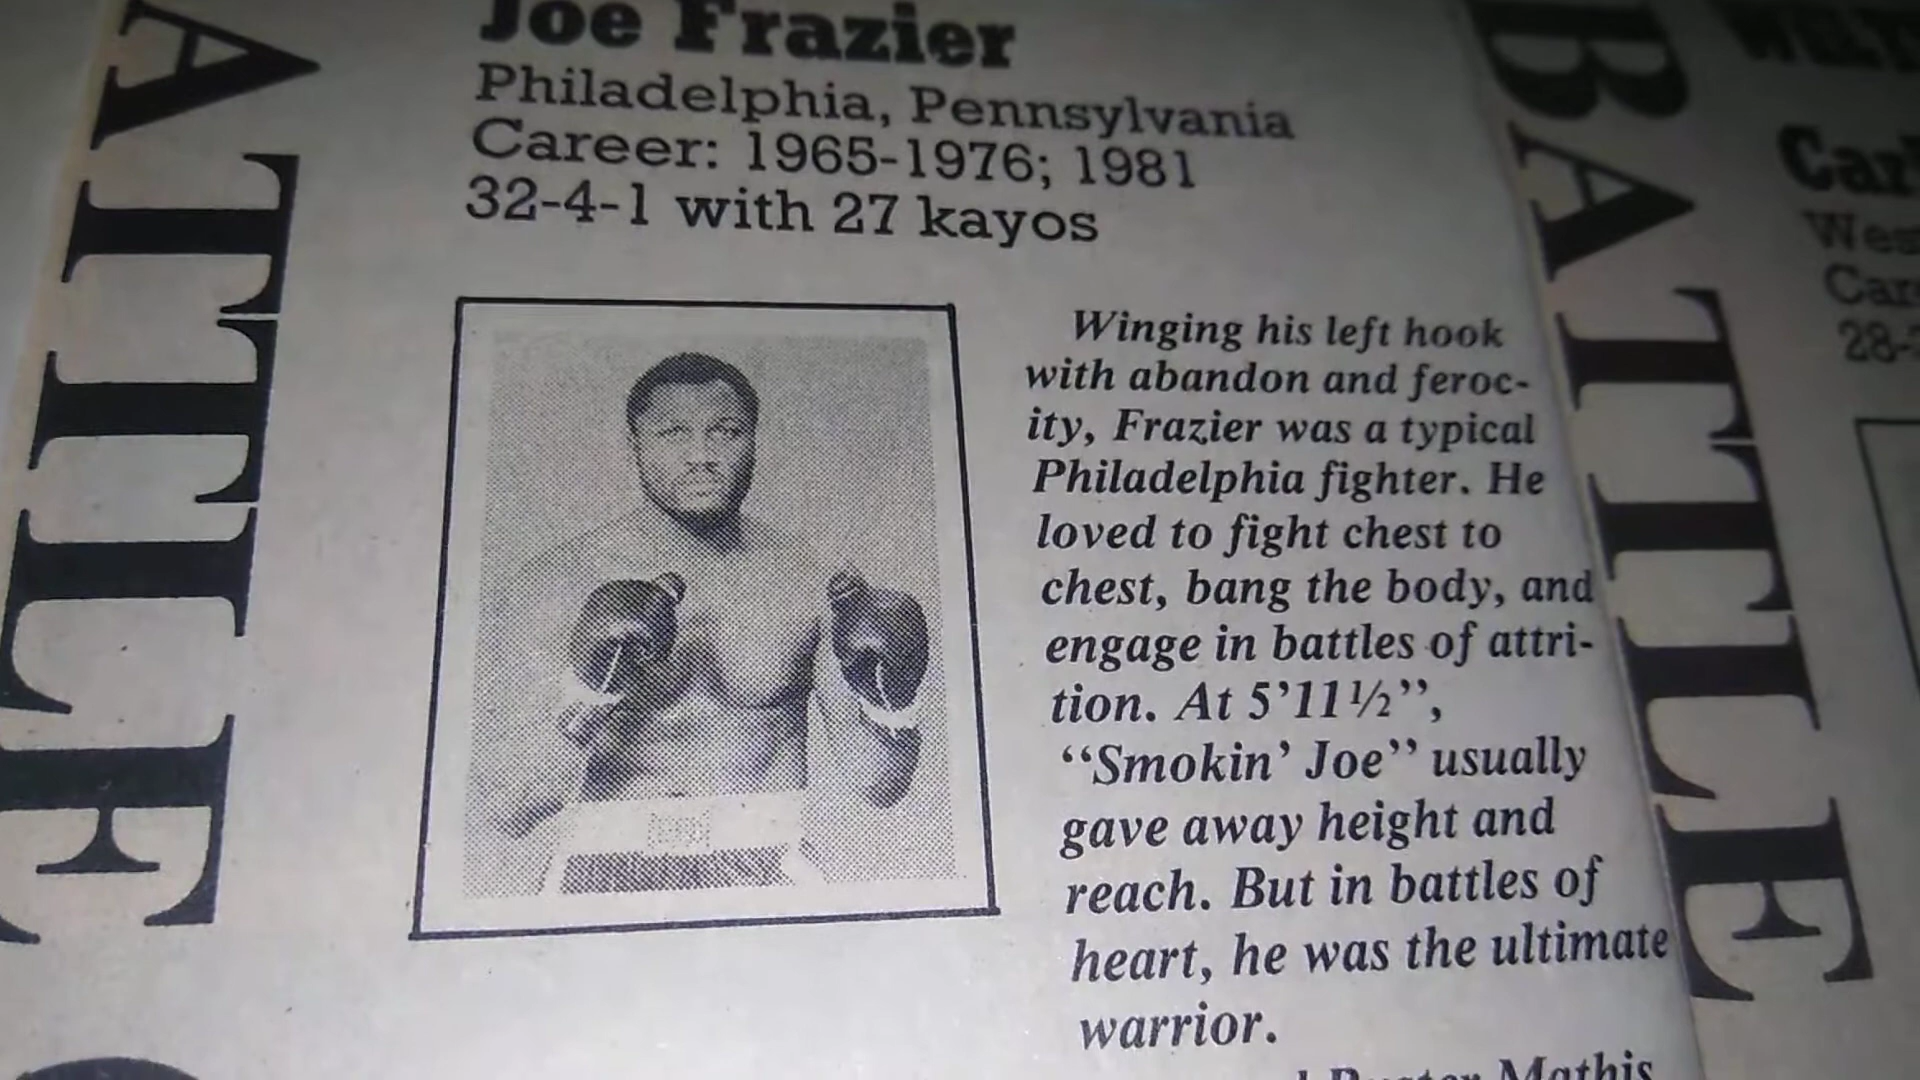 BATTLE
Joe Frazier
Philadelphia, Pennsylvania
Career: 1965-1976; 1981
32-4-1 with 27 kayos
Winging his left hook
with abandon and feroc-
ity, Frazier was a typical
Philadelphia fighter. He
loved to fight chest to
chest, bang the body, and
engage in battles of attri-
tion. At 5’11½”,
“Smokin’ Joe” usually
gave away height and
reach. But in battles of
heart, he was the ultimate
warrior.
Mathis
ATTLE